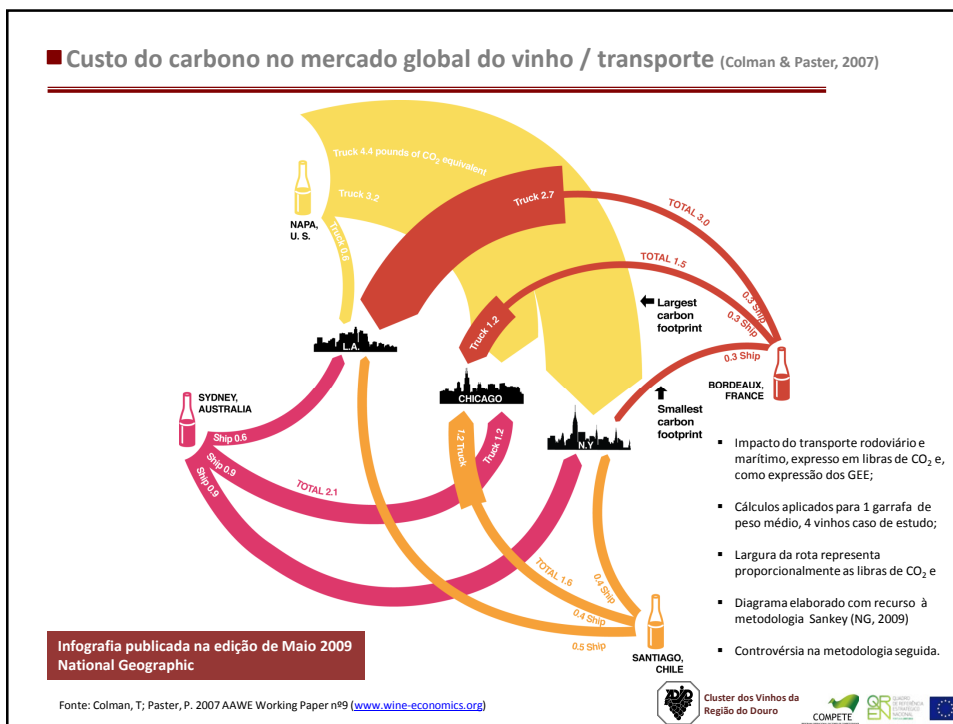 Custo do carbono no mercado global do vinho / transporte (Colman & Paster, 2007)
Truck 4.4 pounds of CO2 equivalent
Truck 3.2
Truck 0.6
NAPA,
U. S.
Truck 2.7
TOTAL 3.0
TOTAL 1.5
Truck 1.2
0.3 Ship
0.3 Ship
0.3 Ship
Largest
carbon
footprint
Smallest
carbon
footprint
BORDEAUX,
FRANCE
L.A.
CHICAGO
N.Y
SYDNEY,
AUSTRALIA
Ship 0.6
Ship 0.9
Ship 0.9
TOTAL 2.1
Truck 1.2
1.2 Truck
TOTAL 1.6
0.4 Ship
0.4 Ship
0.5 Ship
SANTIAGO,
CHILE
Impacto do transporte rodoviário e
marítimo, expresso em libras de CO2 e,
como expressão dos GEE;
Cálculos aplicados para 1 garrafa de
peso médio, 4 vinhos caso de estudo;
Largura da rota representa
proporcionalmente as libras de CO2 e
Diagrama elaborado com recurso à
metodologia Sankey (NG, 2009)
Controvérsia na metodologia seguida.
Infografia publicada na edição de Maio 2009
National Geographic
Fonte: Colman, T; Paster, P. 2007 AAWE Working Paper nº9 (www.wine-economics.org)
Cluster dos Vinhos da
Região do Douro
COMPETE
QREN
QUADRO
DE REFERÊNCIA
ESTRATÉGICO
NACIONAL